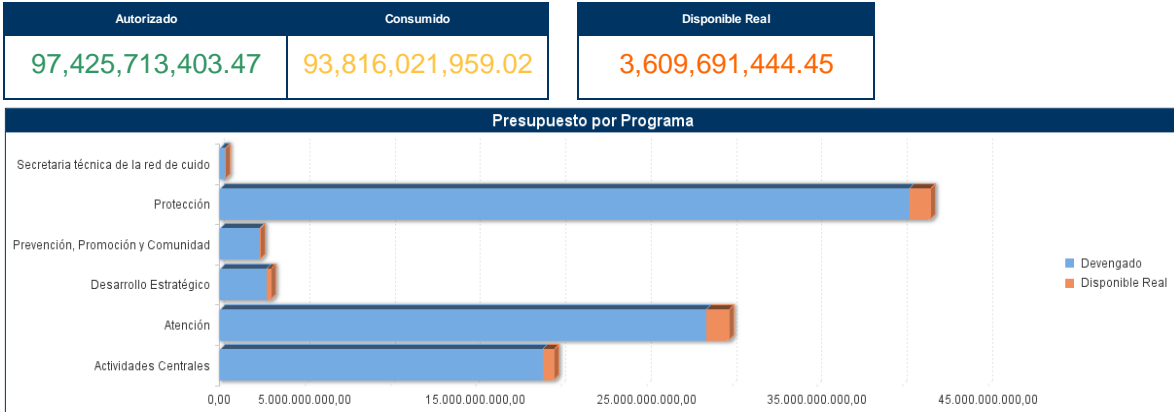 Autorizado Consumido Disponible Real
97,425,713,403.47 93,816,021,959.02 3,609,691,444.45
Presupuesto por Programa
Secretaria técnica de la red de cuido
Protección
Prevención, Promoción y Comunidad
Desarrollo Estratégico
Atención
Actividades Centrales
Devengado
Disponible Real
0,00 5.000.000.000,00 15.000.000.000,00 25.000.000.000,00 35.000.000.000,00 45.000.000.000,00